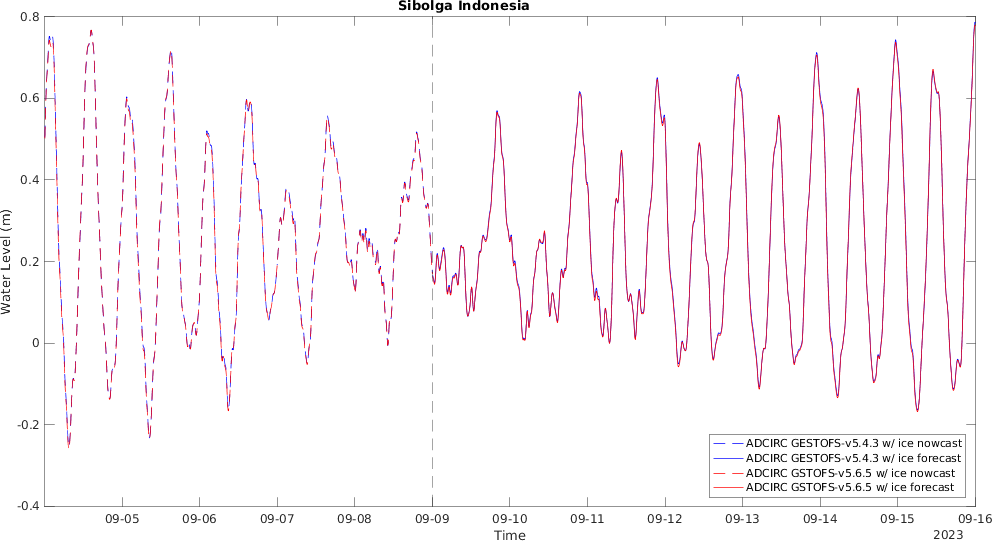 Sibolga Indonesia
0.8
0.6
0.4
0.2
0
-0.2
-0.4
Water Level (m)
ADCIRC GESTOFS-v5.4.3 w/ ice nowcast
ADCIRC GESTOFS-v5.4.3 w/ ice forecast
ADCIRC GSTOFS-v5.6.5 w/ ice nowcast
ADCIRC GSTOFS-v5.6.5 w/ ice forecast
09-05 09-06 09-07 09-08 09-09 09-10 09-11 09-12 09-13 09-14 09-15 09-16
Time
2023